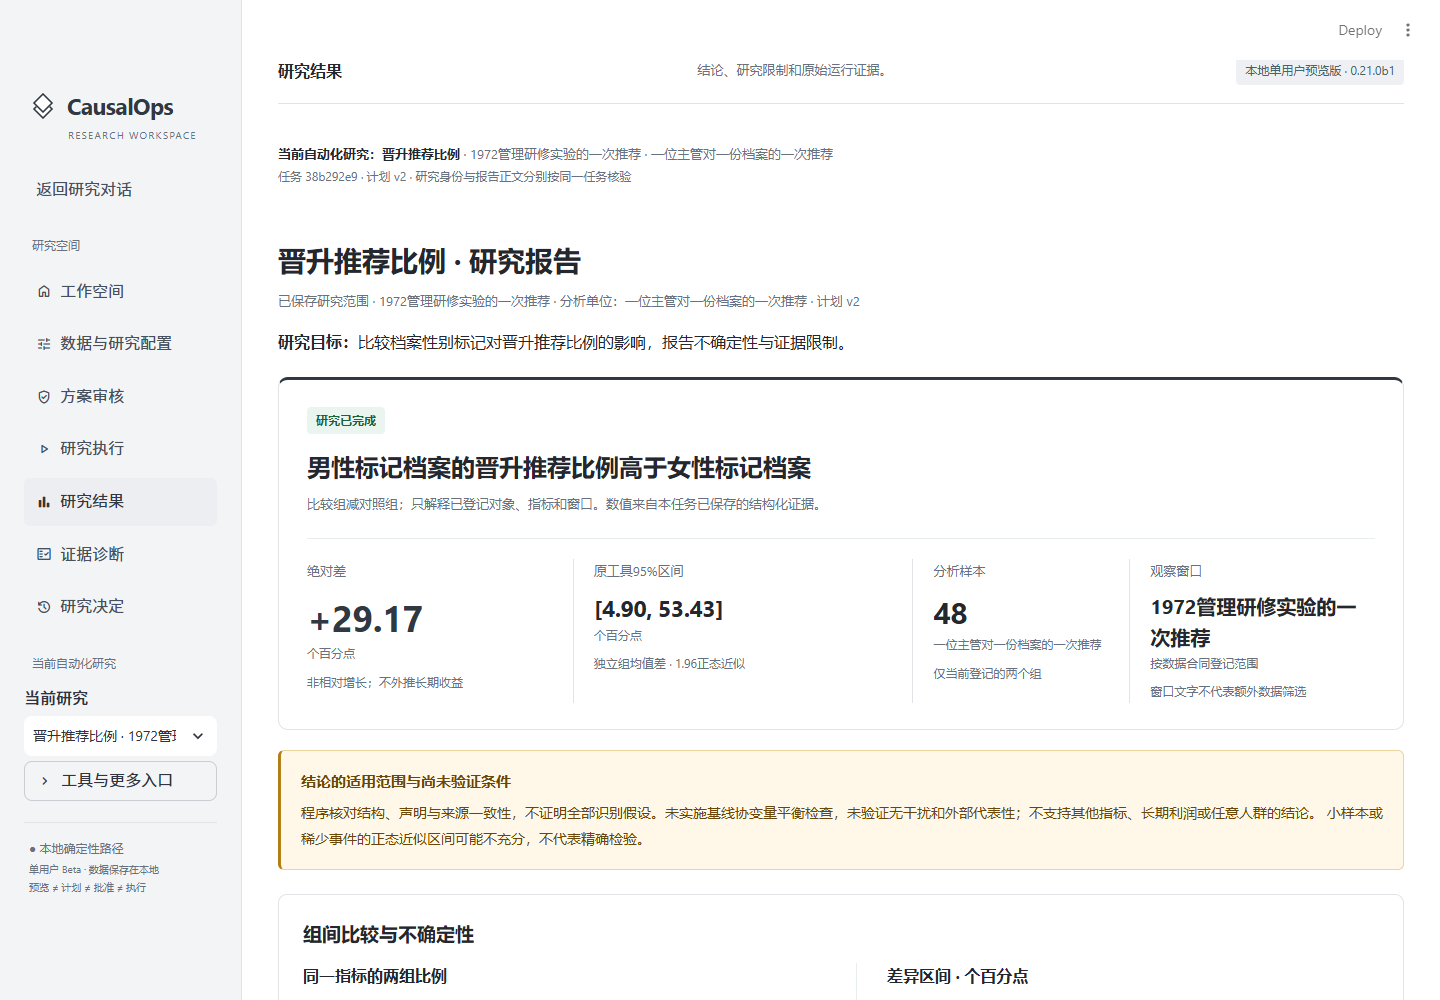 Deploy
研究结果
结论、研究限制和原始运行证据。
本地单用户预览版 · 0.21.0b1
CausalOps
RESEARCH WORKSPACE
返回研究对话
研究空间
工作空间
数据与研究配置
方案审核
研究执行
研究结果
证据诊断
研究决定
当前自动化研究
当前研究
晋升推荐比例 · 1972管
工具与更多入口
● 本地确定性路径
单用户 Beta · 数据保存在本地
预览 ≠ 计划 ≠ 批准 ≠ 执行
当前自动化研究：晋升推荐比例 · 1972管理研修实验的一次推荐 · 一位主管对一份档案的一次推荐
任务 38b292e9 · 计划 v2 · 研究身份与报告正文分别按同一任务核验
晋升推荐比例 · 研究报告
已保存研究范围 · 1972管理研修实验的一次推荐 · 分析单位：一位主管对一份档案的一次推荐 · 计划 v2
研究目标：比较档案性别标记对晋升推荐比例的影响，报告不确定性与证据限制。
研究已完成
男性标记档案的晋升推荐比例高于女性标记档案
比较组减对照组；只解释已登记对象、指标和窗口。数值来自本任务已保存的结构化证据。
绝对差
+29.17
个百分点
非相对增长；不外推长期收益
原工具95%区间
[4.90, 53.43]
个百分点
独立组均值差 · 1.96正态近似
分析样本
48
一位主管对一份档案的一次推荐
仅当前登记的两个组
观察窗口
1972管理研修实验的一
次推荐
按数据合同登记范围
窗口文字不代表额外数据筛选
结论的适用范围与尚未验证条件
程序核对结构、声明与来源一致性，不证明全部识别假设。未实施基线协变量平衡检查，未验证无干扰和外部代表性；不支持其他指标、长期利润或任意人群的结论。 小样本或
稀少事件的正态近似区间可能不充分，不代表精确检验。
组间比较与不确定性
同一指标的两组比例
差异区间 · 个百分点